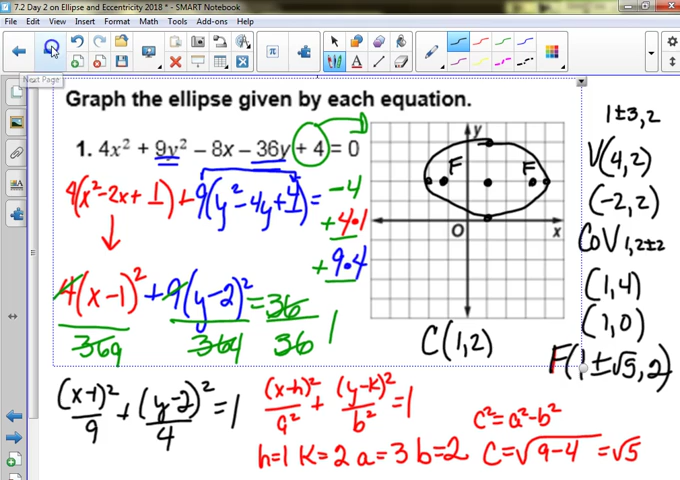 7.2 Day 2 on Ellipse and Eccentricity 2018 * - SMART Notebook
File Edit View Insert Format Tools Add-ons Help
Next Page
Graph the ellipse given by each equation.
1. 4x² + 9y² – 8x – 36y + 4 = 0
4(x²-2x+1)+9(y²-4y+4)= -4
+4•1
+9•4
4(x-1)²+9(y-2)²=36
369 364 36 1
y
F F
O x
C(1,2)
1±3,2
V(4,2)
(-2,2)
CoV 1,2±2
(1,4)
(1,0)
F(1±√5,2)
(x-1)²/9 + (y-2)²/4 = 1
(x-h)²/a² + (y-k)²/b² = 1
h=1 K=2 a=3 b=2
c²=a²-b²
C=√9-4 =√5